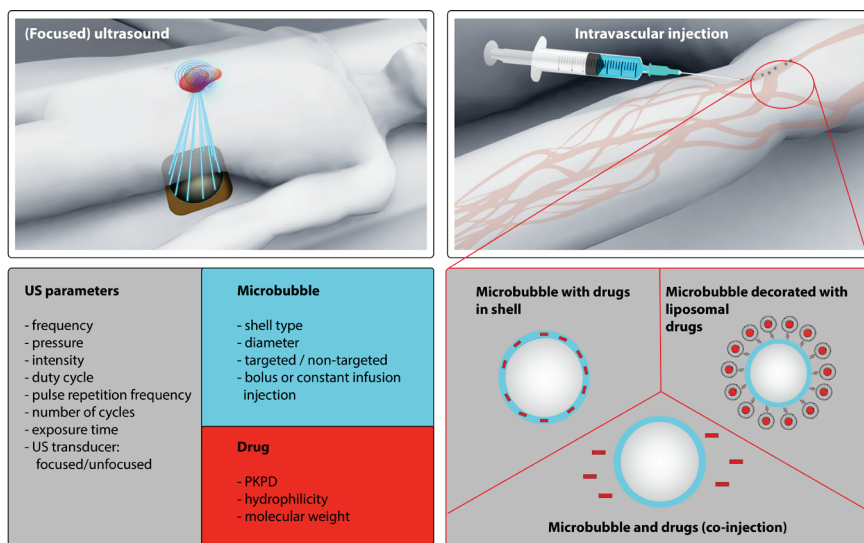 (Focused) ultrasound
Intravascular injection
US parameters
- frequency
- pressure
- intensity
- duty cycle
- pulse repetition frequency
- number of cycles
- exposure time
- US transducer:
focused/unfocused
Microbubble
- shell type
- diameter
- targeted / non-targeted
- bolus or constant infusion
injection
Drug
- PKPD
- hydrophilicity
- molecular weight
Microbubble with drugs
in shell
Microbubble decorated with
liposomal
drugs
Microbubble and drugs (co-injection)